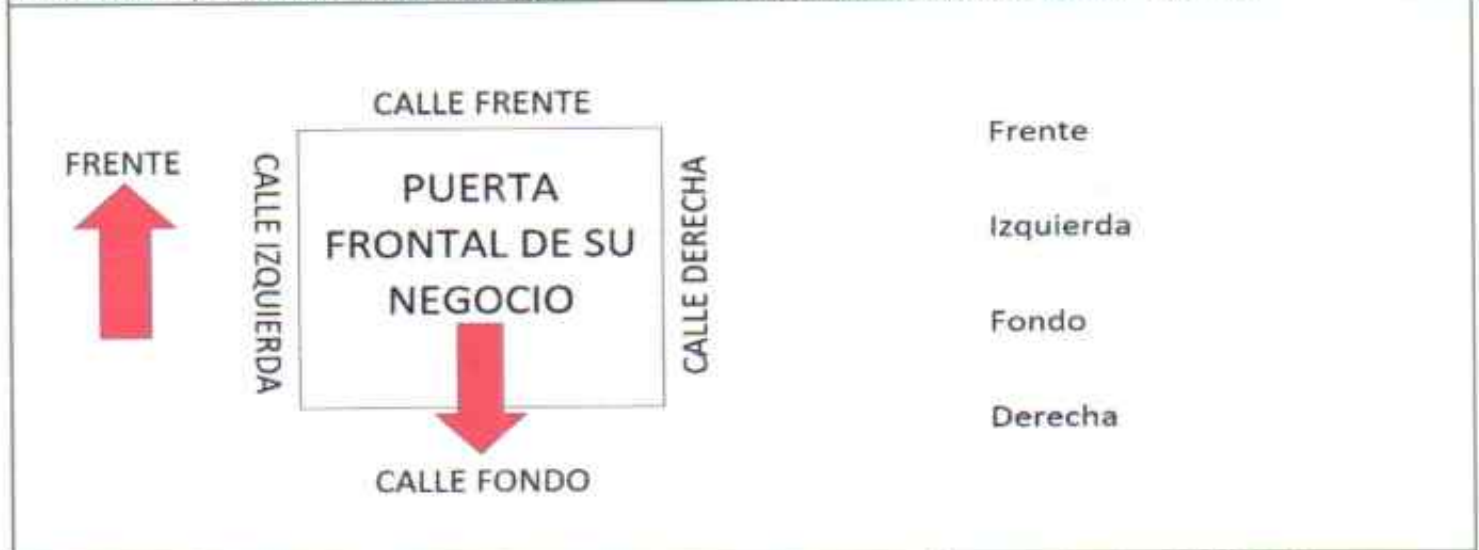 CALLE FRENTE
FRENTE
CALLE IZQUIERDA
PUERTA
FRONTAL DE SU
NEGOCIO
CALLE DERECHA
CALLE FONDO
Frente
Izquierda
Fondo
Derecha